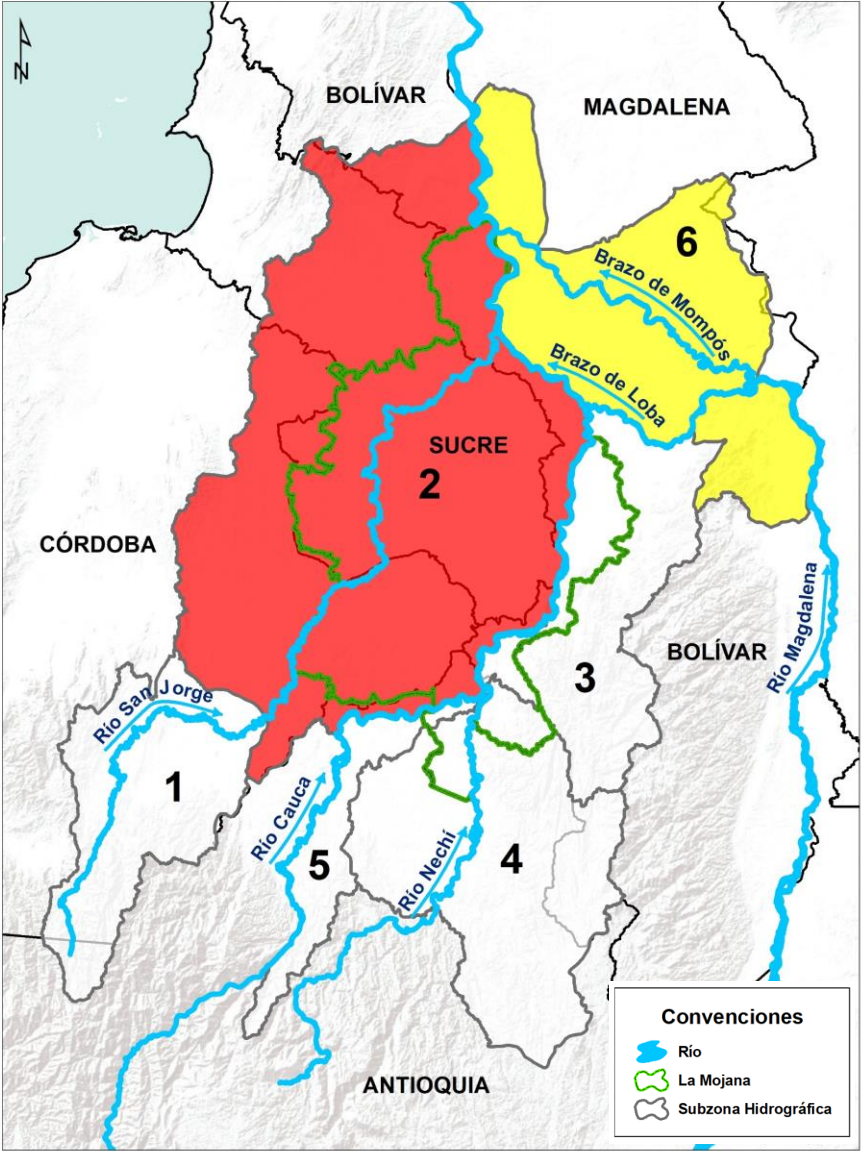 N
BOLÍVAR
MAGDALENA
6
Brazo de Mompós
Brazo de Loba
SUCRE
2
CÓRDOBA
Río Magdalena
BOLÍVAR
3
Río San Jorge
1
Río Cauca
5
Río Nechí
4
ANTIOQUIA
Convenciones
Río
La Mojana
Subzona Hidrográfica